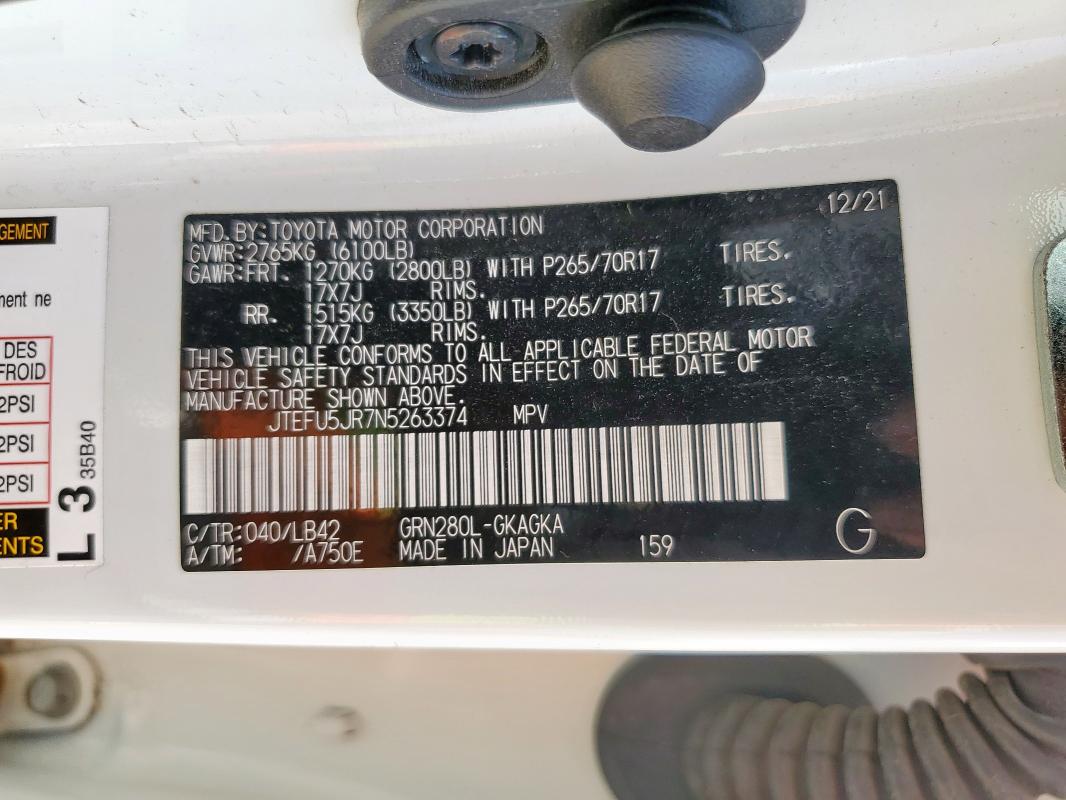 12/21
MFD. BY: TOYOTA MOTOR CORPORATION
GVWR: 2765KG (6100LB)
GAWR: FRT. 1270KG (2800LB) WITH P265/70R17 TIRES.
17X7J RIMS.
RR. 1515KG (3350LB) WITH P265/70R17 TIRES.
17X7J RIMS.
THIS VEHICLE CONFORMS TO ALL APPLICABLE FEDERAL MOTOR
VEHICLE SAFETY STANDARDS IN EFFECT ON THE DATE OF
MANUFACTURE SHOWN ABOVE.
JTEFU5JR7N5263374 MPV
C/TR: 040/LB42 GRN280L-GKAGKA
A/TM: /A750E MADE IN JAPAN 159
G
GEMENT
ment ne
DES
FROID
2PSI
2PSI
2PSI
ER
ENTS
L 3 35B40